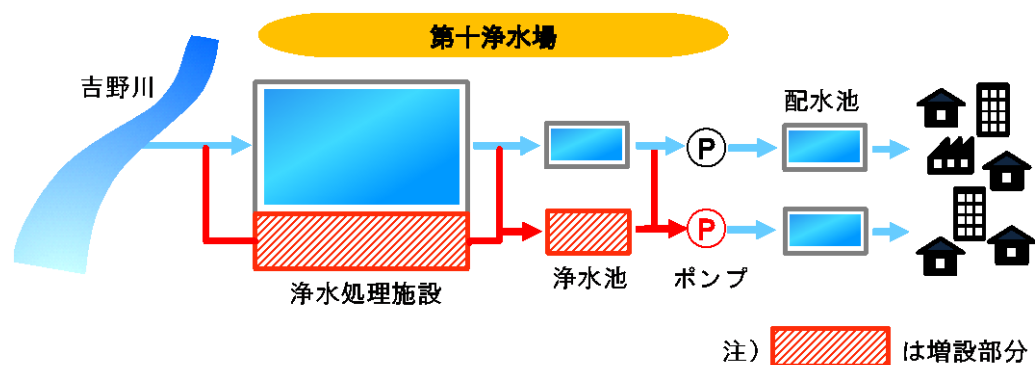 第十浄水場
吉野川
配水池
P
P
浄水処理施設
浄水池
ポンプ
注） は増設部分